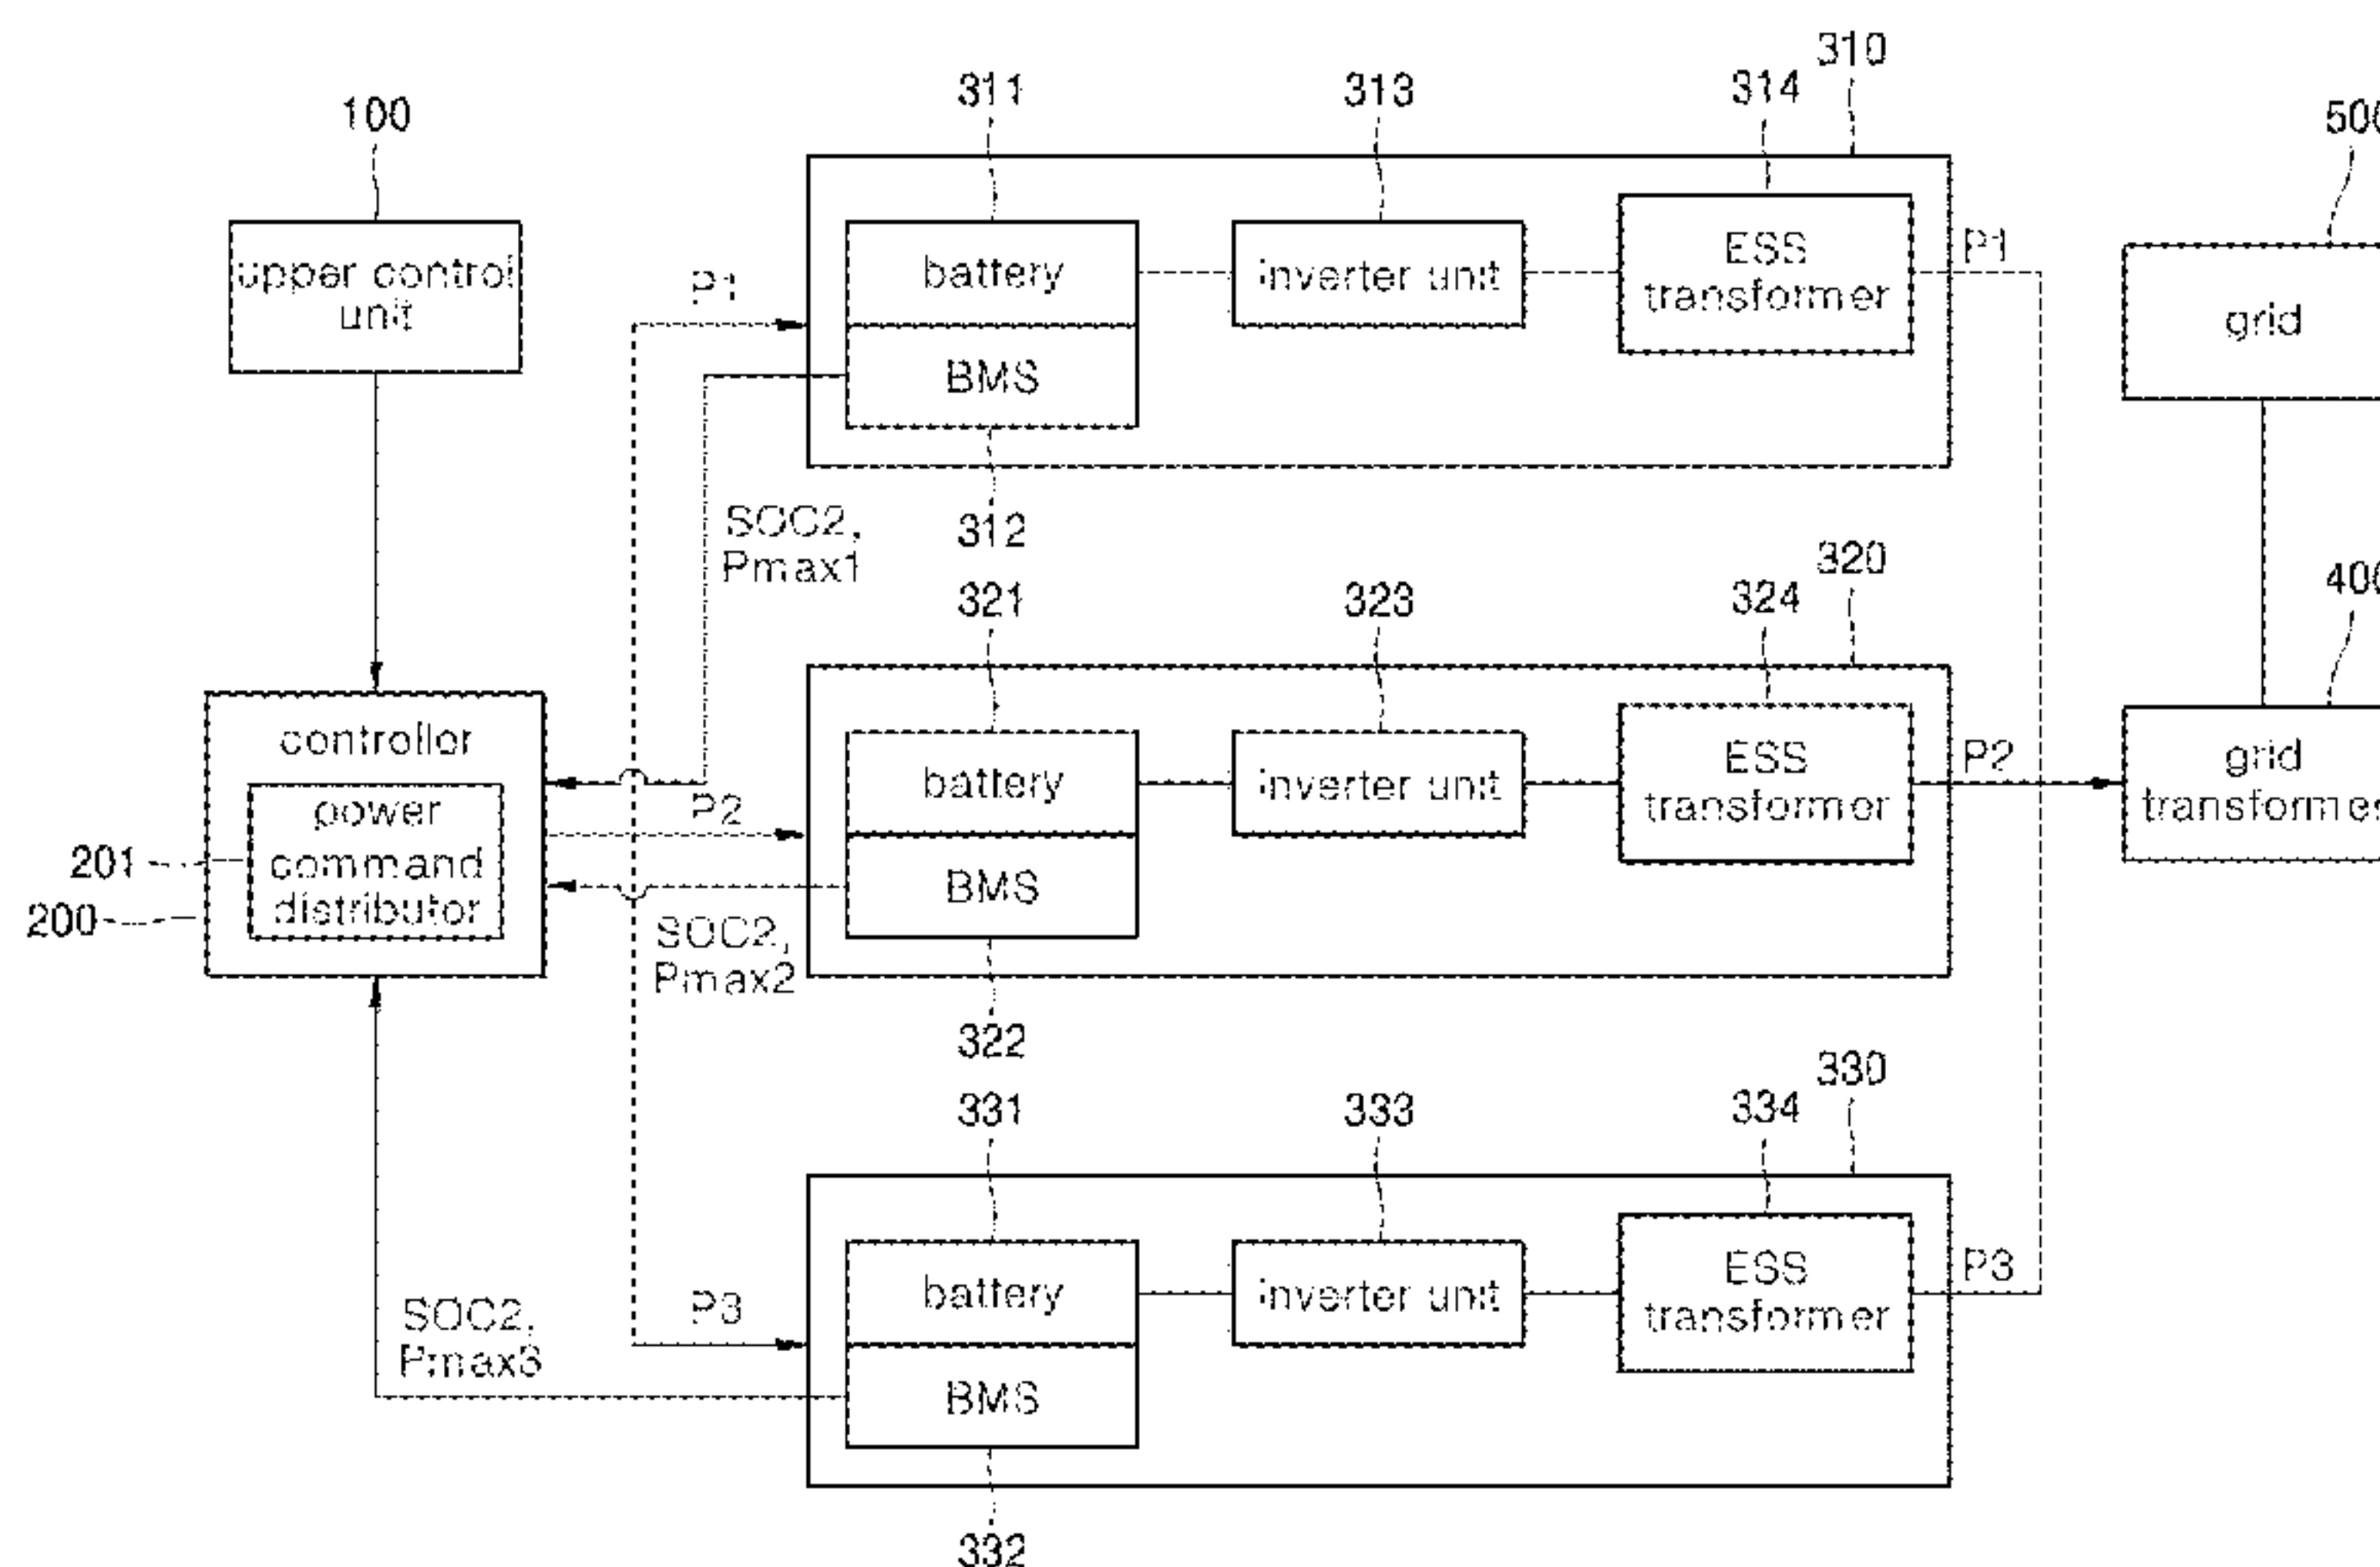 310
311
313
314
500
100
upper control
unit
P1
battery
inverter unit
ESS
transformer
P1
grid
BMS
SOC2,
Pmax1
312
320
321
323
324
400
controller
power
command
distributor
201
200
P2
battery
inverter unit
ESS
transformer
P2
grid
transformer
BMS
SOC2,
Pmax2
322
330
331
333
334
battery
inverter unit
ESS
transformer
P3
P3
SOC2,
Pmax3
BMS
332